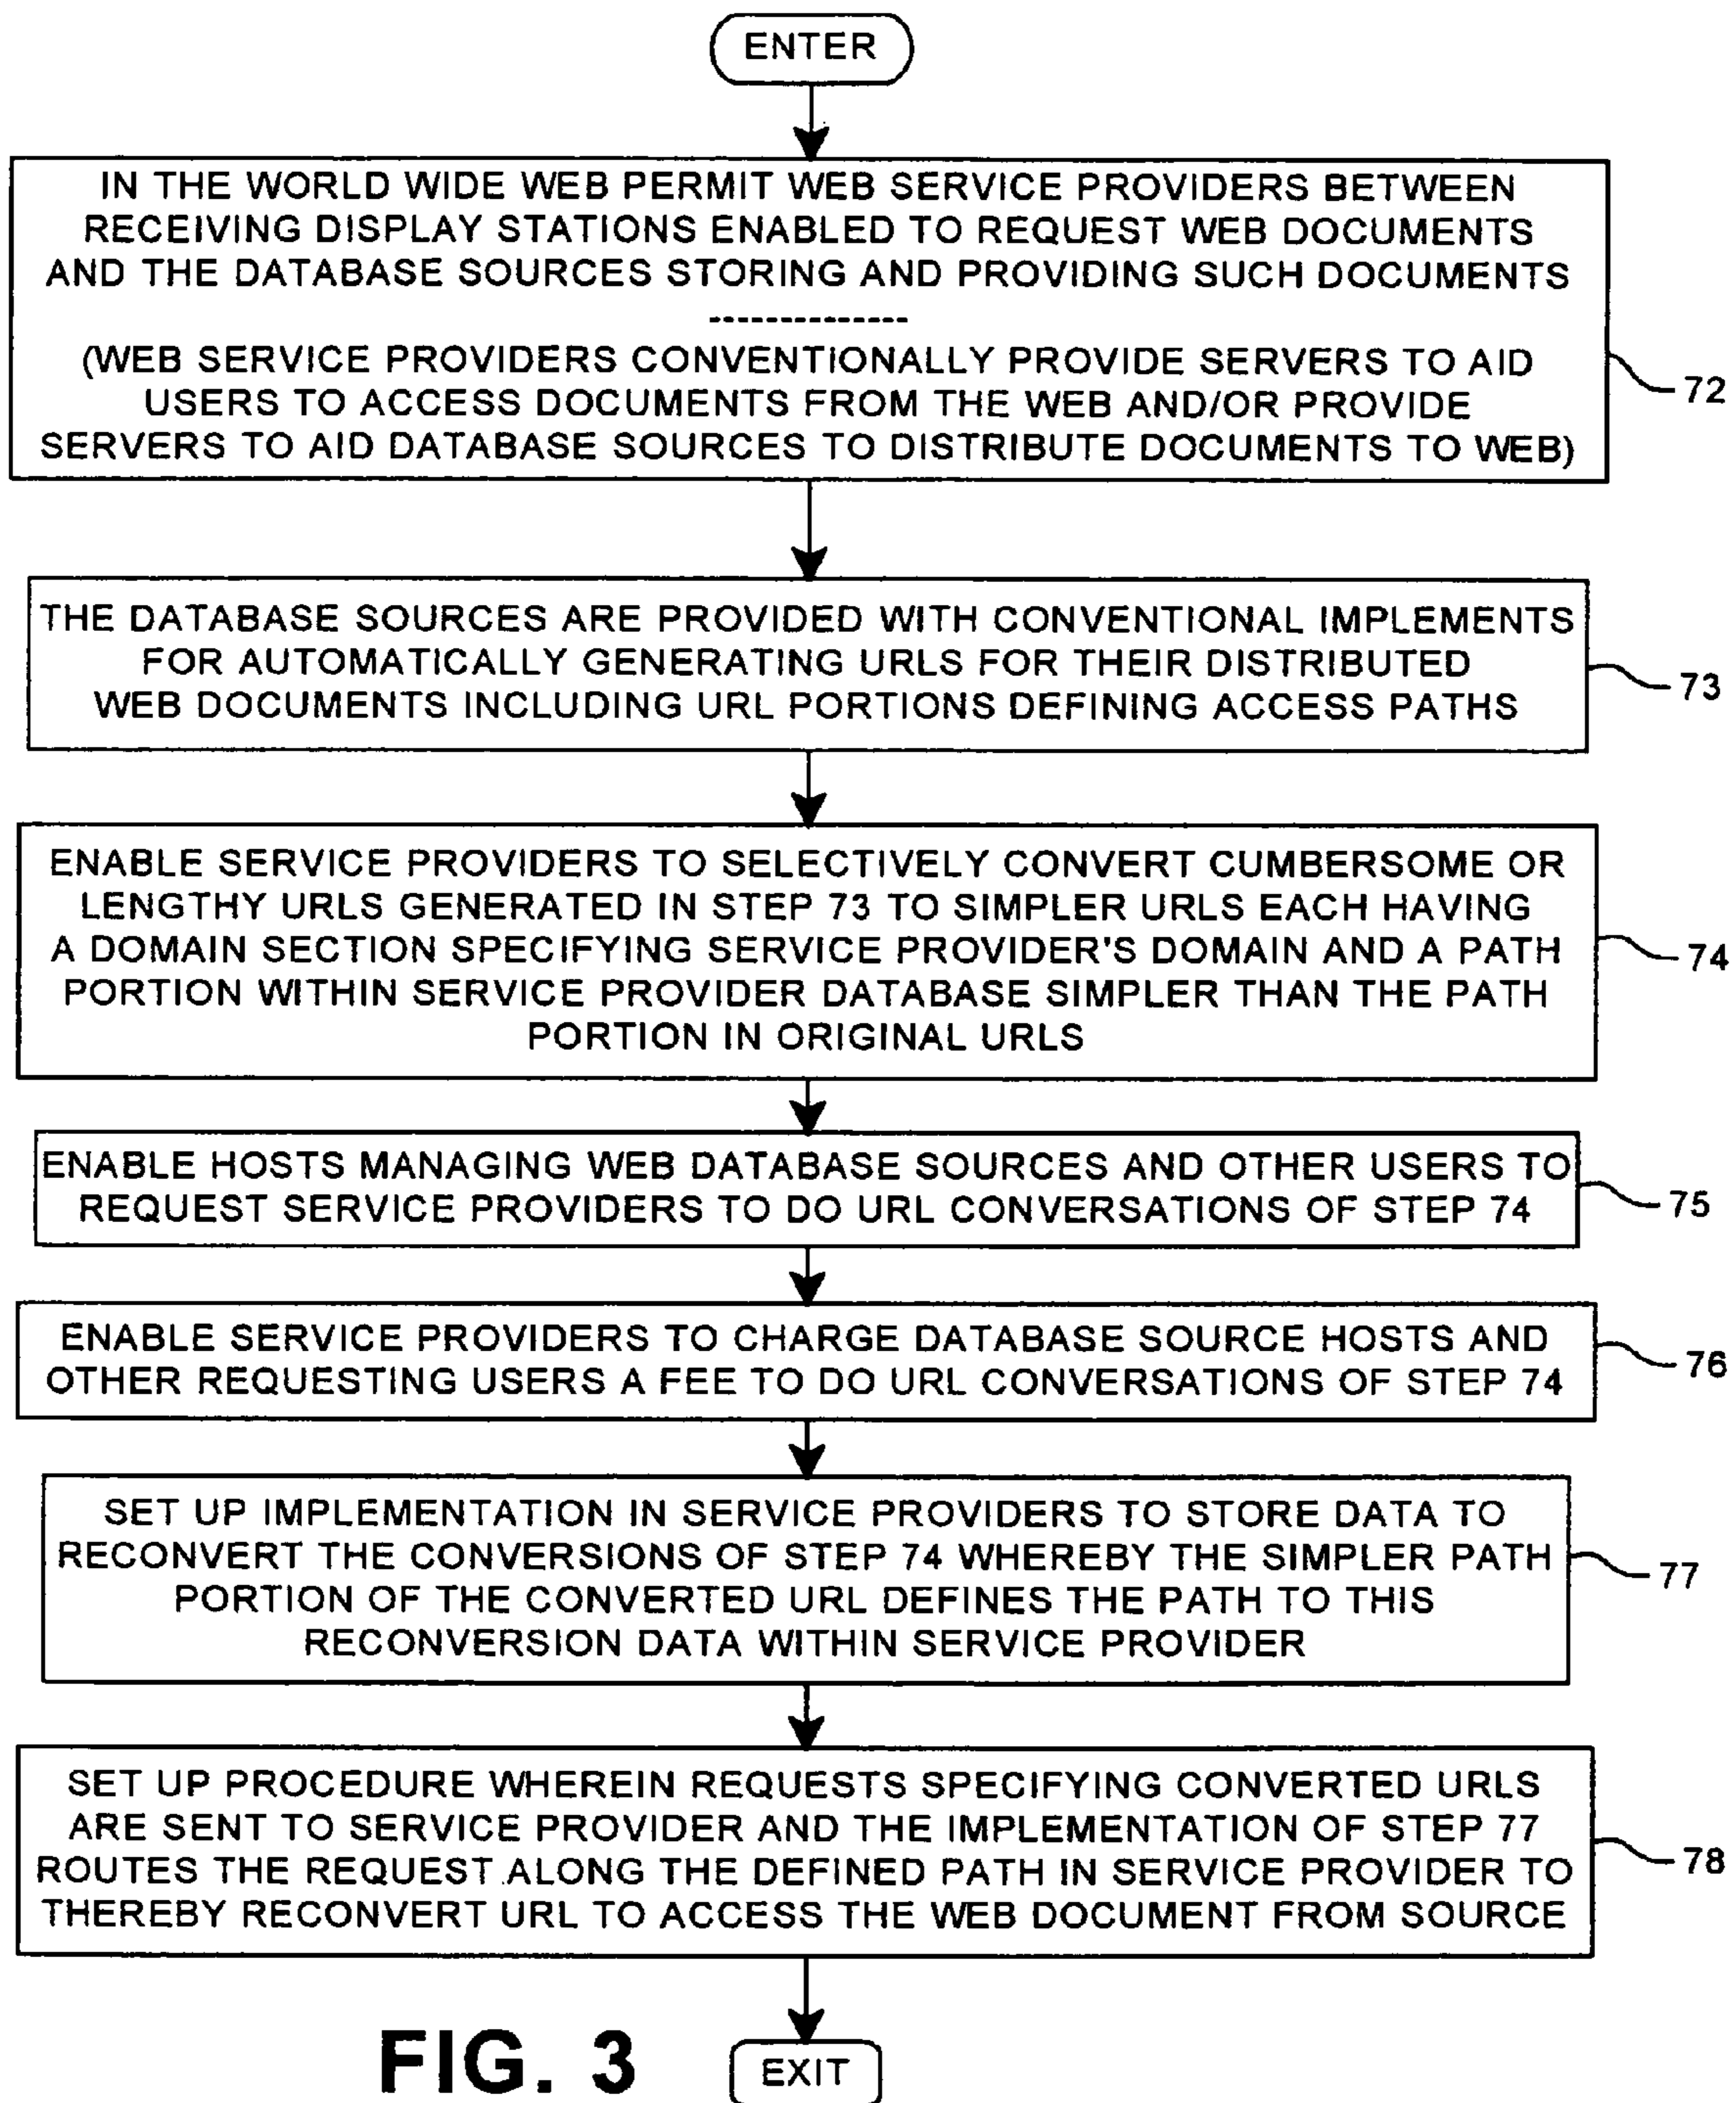 ENTER
IN THE WORLD WIDE WEB PERMIT WEB SERVICE PROVIDERS BETWEEN
RECEIVING DISPLAY STATIONS ENABLED TO REQUEST WEB DOCUMENTS
AND THE DATABASE SOURCES STORING AND PROVIDING SUCH DOCUMENTS
--------------
(WEB SERVICE PROVIDERS CONVENTIONALLY PROVIDE SERVERS TO AID
USERS TO ACCESS DOCUMENTS FROM THE WEB AND/OR PROVIDE
SERVERS TO AID DATABASE SOURCES TO DISTRIBUTE DOCUMENTS TO WEB)
72
THE DATABASE SOURCES ARE PROVIDED WITH CONVENTIONAL IMPLEMENTS
FOR AUTOMATICALLY GENERATING URLS FOR THEIR DISTRIBUTED
WEB DOCUMENTS INCLUDING URL PORTIONS DEFINING ACCESS PATHS
73
ENABLE SERVICE PROVIDERS TO SELECTIVELY CONVERT CUMBERSOME OR
LENGTHY URLS GENERATED IN STEP 73 TO SIMPLER URLS EACH HAVING
A DOMAIN SECTION SPECIFYING SERVICE PROVIDER'S DOMAIN AND A PATH
PORTION WITHIN SERVICE PROVIDER DATABASE SIMPLER THAN THE PATH
PORTION IN ORIGINAL URLS
74
ENABLE HOSTS MANAGING WEB DATABASE SOURCES AND OTHER USERS TO
REQUEST SERVICE PROVIDERS TO DO URL CONVERSATIONS OF STEP 74
75
ENABLE SERVICE PROVIDERS TO CHARGE DATABASE SOURCE HOSTS AND
OTHER REQUESTING USERS A FEE TO DO URL CONVERSATIONS OF STEP 74
76
SET UP IMPLEMENTATION IN SERVICE PROVIDERS TO STORE DATA TO
RECONVERT THE CONVERSIONS OF STEP 74 WHEREBY THE SIMPLER PATH
PORTION OF THE CONVERTED URL DEFINES THE PATH TO THIS
RECONVERSION DATA WITHIN SERVICE PROVIDER
77
SET UP PROCEDURE WHEREIN REQUESTS SPECIFYING CONVERTED URLS
ARE SENT TO SERVICE PROVIDER AND THE IMPLEMENTATION OF STEP 77
ROUTES THE REQUEST ALONG THE DEFINED PATH IN SERVICE PROVIDER TO
THEREBY RECONVERT URL TO ACCESS THE WEB DOCUMENT FROM SOURCE
78
FIG. 3
EXIT